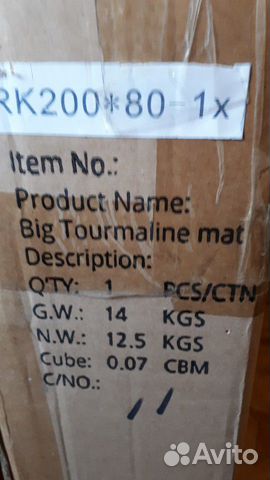 RK200*80-1x
Item No.:
Product Name:
Big Tourmaline mat
Description:
Q'TY: 1 PCS/CTN
G.W.: 14 KGS
N.W.: 12.5 KGS
Cube: 0.07 CBM
C/NO.: 11
Avito